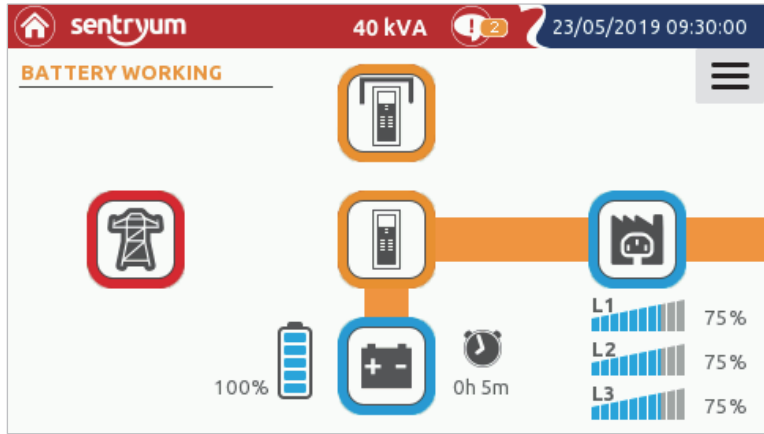 sentryum 40 kVA ! 2 23/05/2019 09:30:00
BATTERY WORKING
L1 75%
L2 75%
L3 75%
100%
+ -
0h 5m